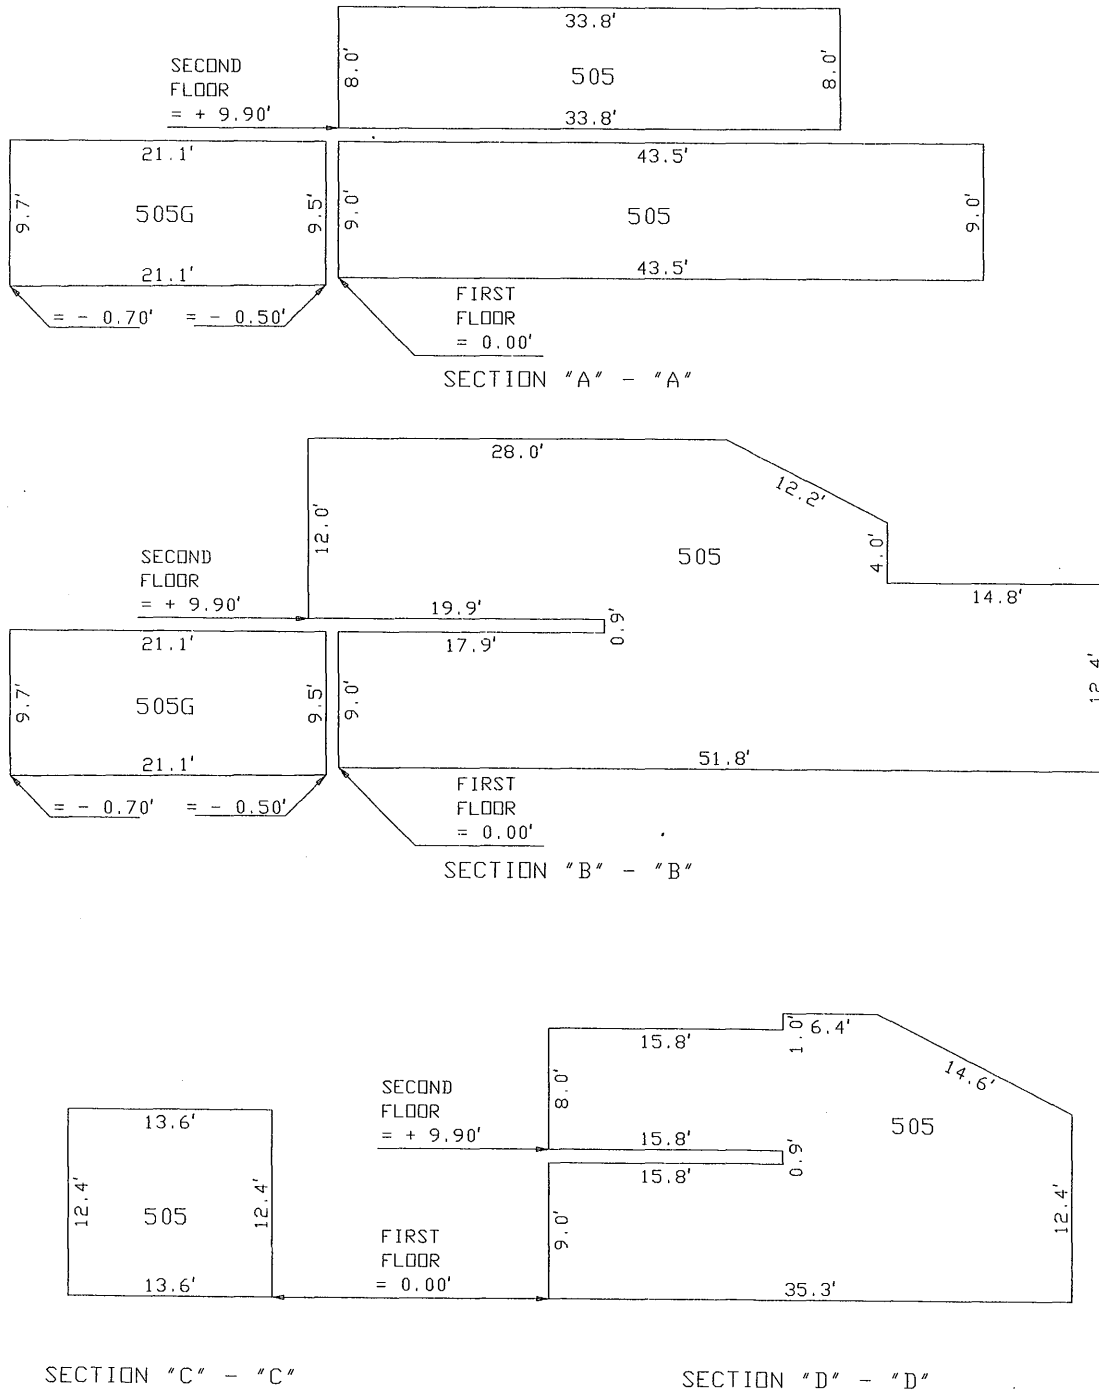 33.8'
8.0'
505
8.0'
33.8'
SECOND
FLOOR
= + 9.90'
21.1'
9.7'
505G
9.5'
21.1'
43.5'
9.0'
505
9.0'
43.5'
= - 0.70'
= - 0.50'
FIRST
FLOOR
= 0.00'
SECTION "A" - "A"
28.0'
12.2'
12.0'
505
4.0'
14.8'
SECOND
FLOOR
= + 9.90'
19.9'
0.9'
17.9'
21.1'
9.7'
505G
9.5'
21.1'
9.0'
12.4'
51.8'
= - 0.70'
= - 0.50'
FIRST
FLOOR
= 0.00'
SECTION "B" - "B"
1.0'
6.4'
15.8'
14.6'
8.0'
SECOND
FLOOR
= + 9.90'
505
15.8'
0.9'
15.8'
9.0'
12.4'
35.3'
13.6'
12.4'
505
12.4'
13.6'
FIRST
FLOOR
= 0.00'
SECTION "C" - "C"
SECTION "D" - "D"